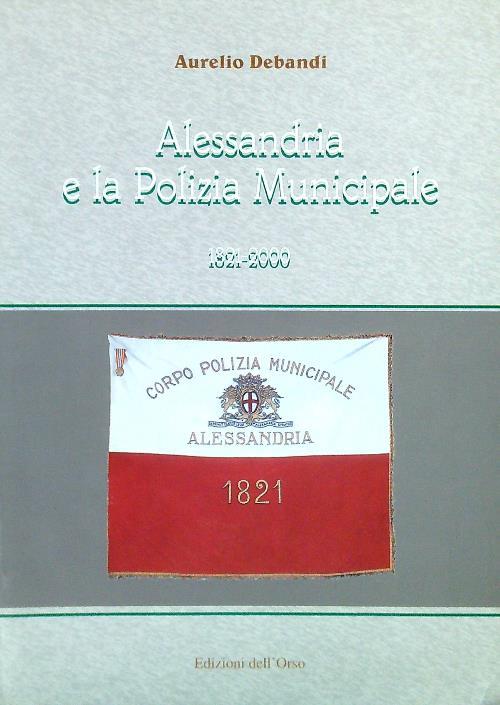 Aurelio Debandi
Alessandria
e la Polizia Municipale
1821-2000
CORPO POLIZIA MUNICIPALE
ALESSANDRIA
1821
Edizioni dell'Orso